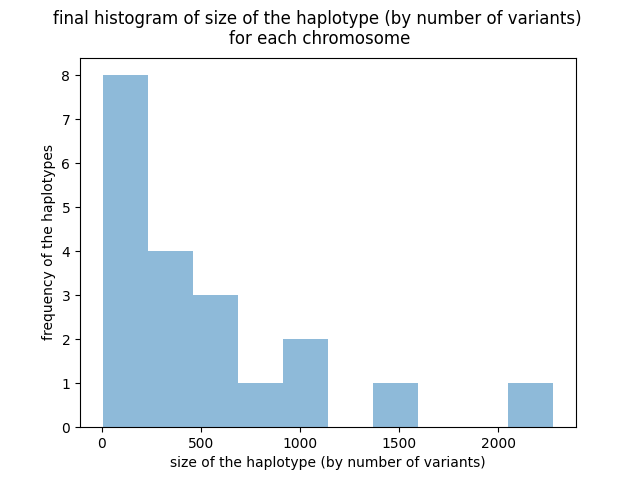 final histogram of size of the haplotype (by number of variants)
for each chromosome
8
7
6
5
4
3
2
1
0
frequency of the haplotypes
0 500 1000 1500 2000
size of the haplotype (by number of variants)